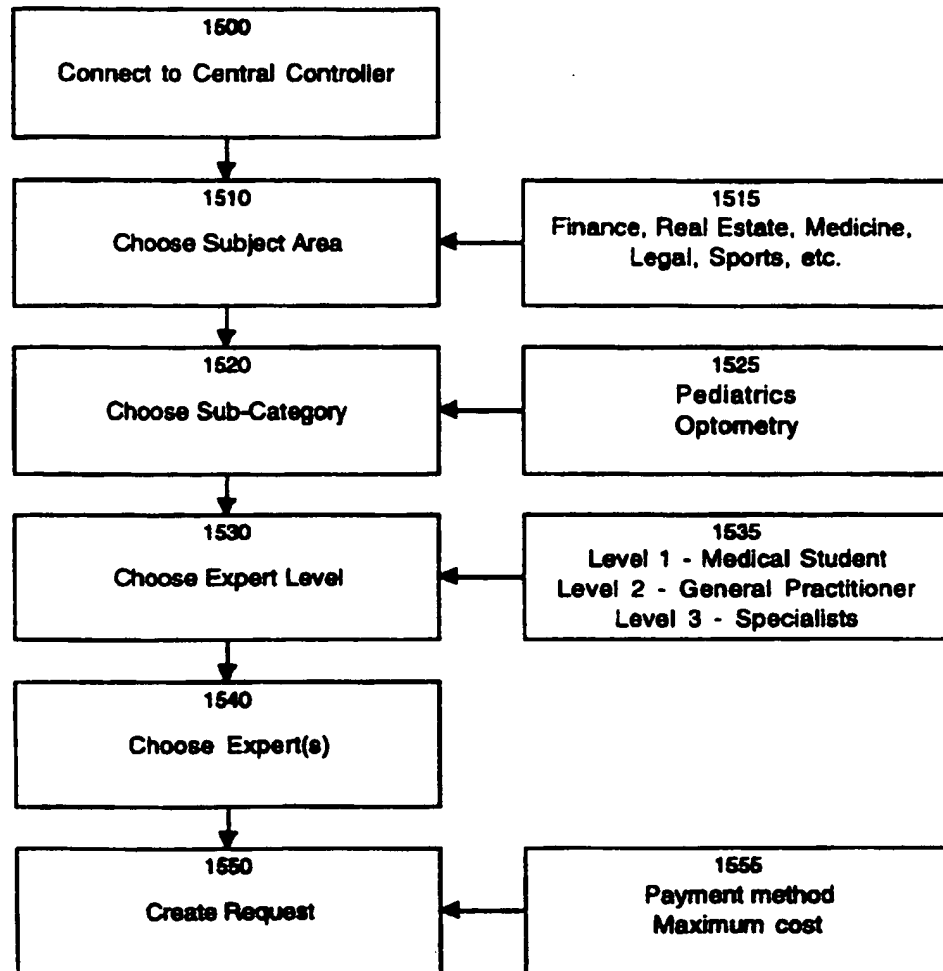 1500
Connect to Central Controller
1510
Choose Subject Area
1515
Finance, Real Estate, Medicine,
Legal, Sports, etc.
1520
Choose Sub-Category
1525
Pediatrics
Optometry
1530
Choose Expert Level
1535
Level 1 - Medical Student
Level 2 - General Practitioner
Level 3 - Specialists
1540
Choose Expert(s)
1550
Create Request
1555
Payment method
Maximum cost